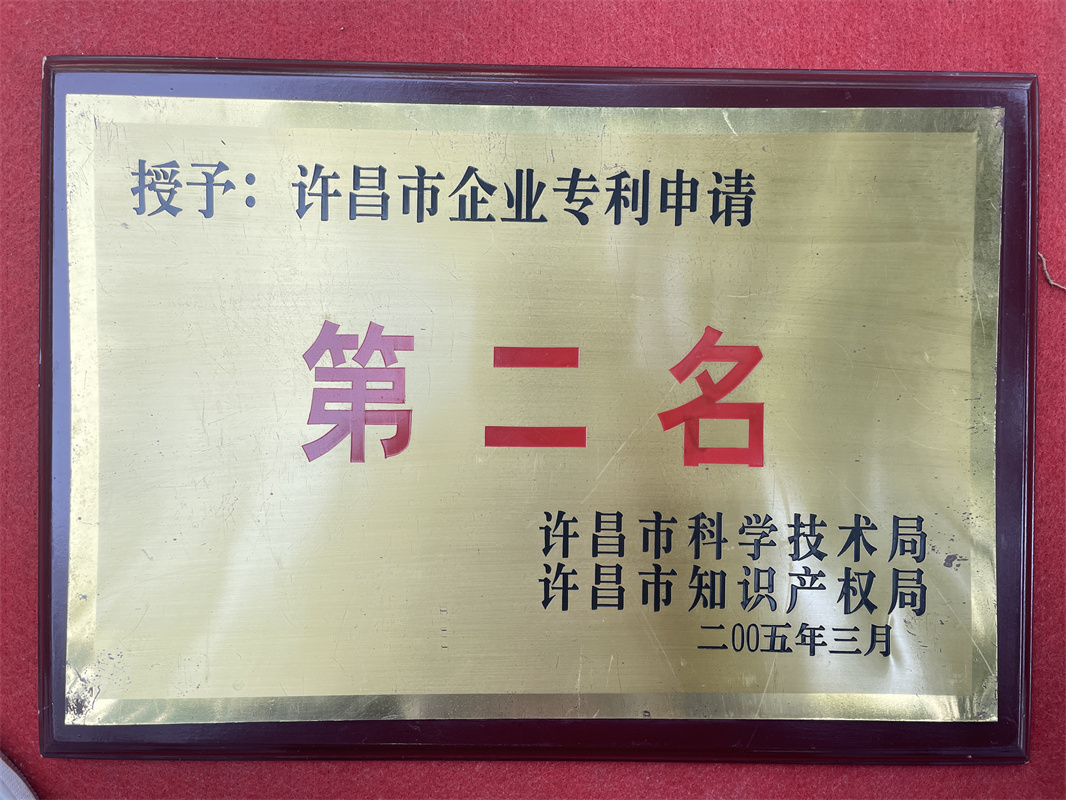 授予：许昌市企业专利申请
第二名
许昌市科学技术局
许昌市知识产权局
二00五年三月